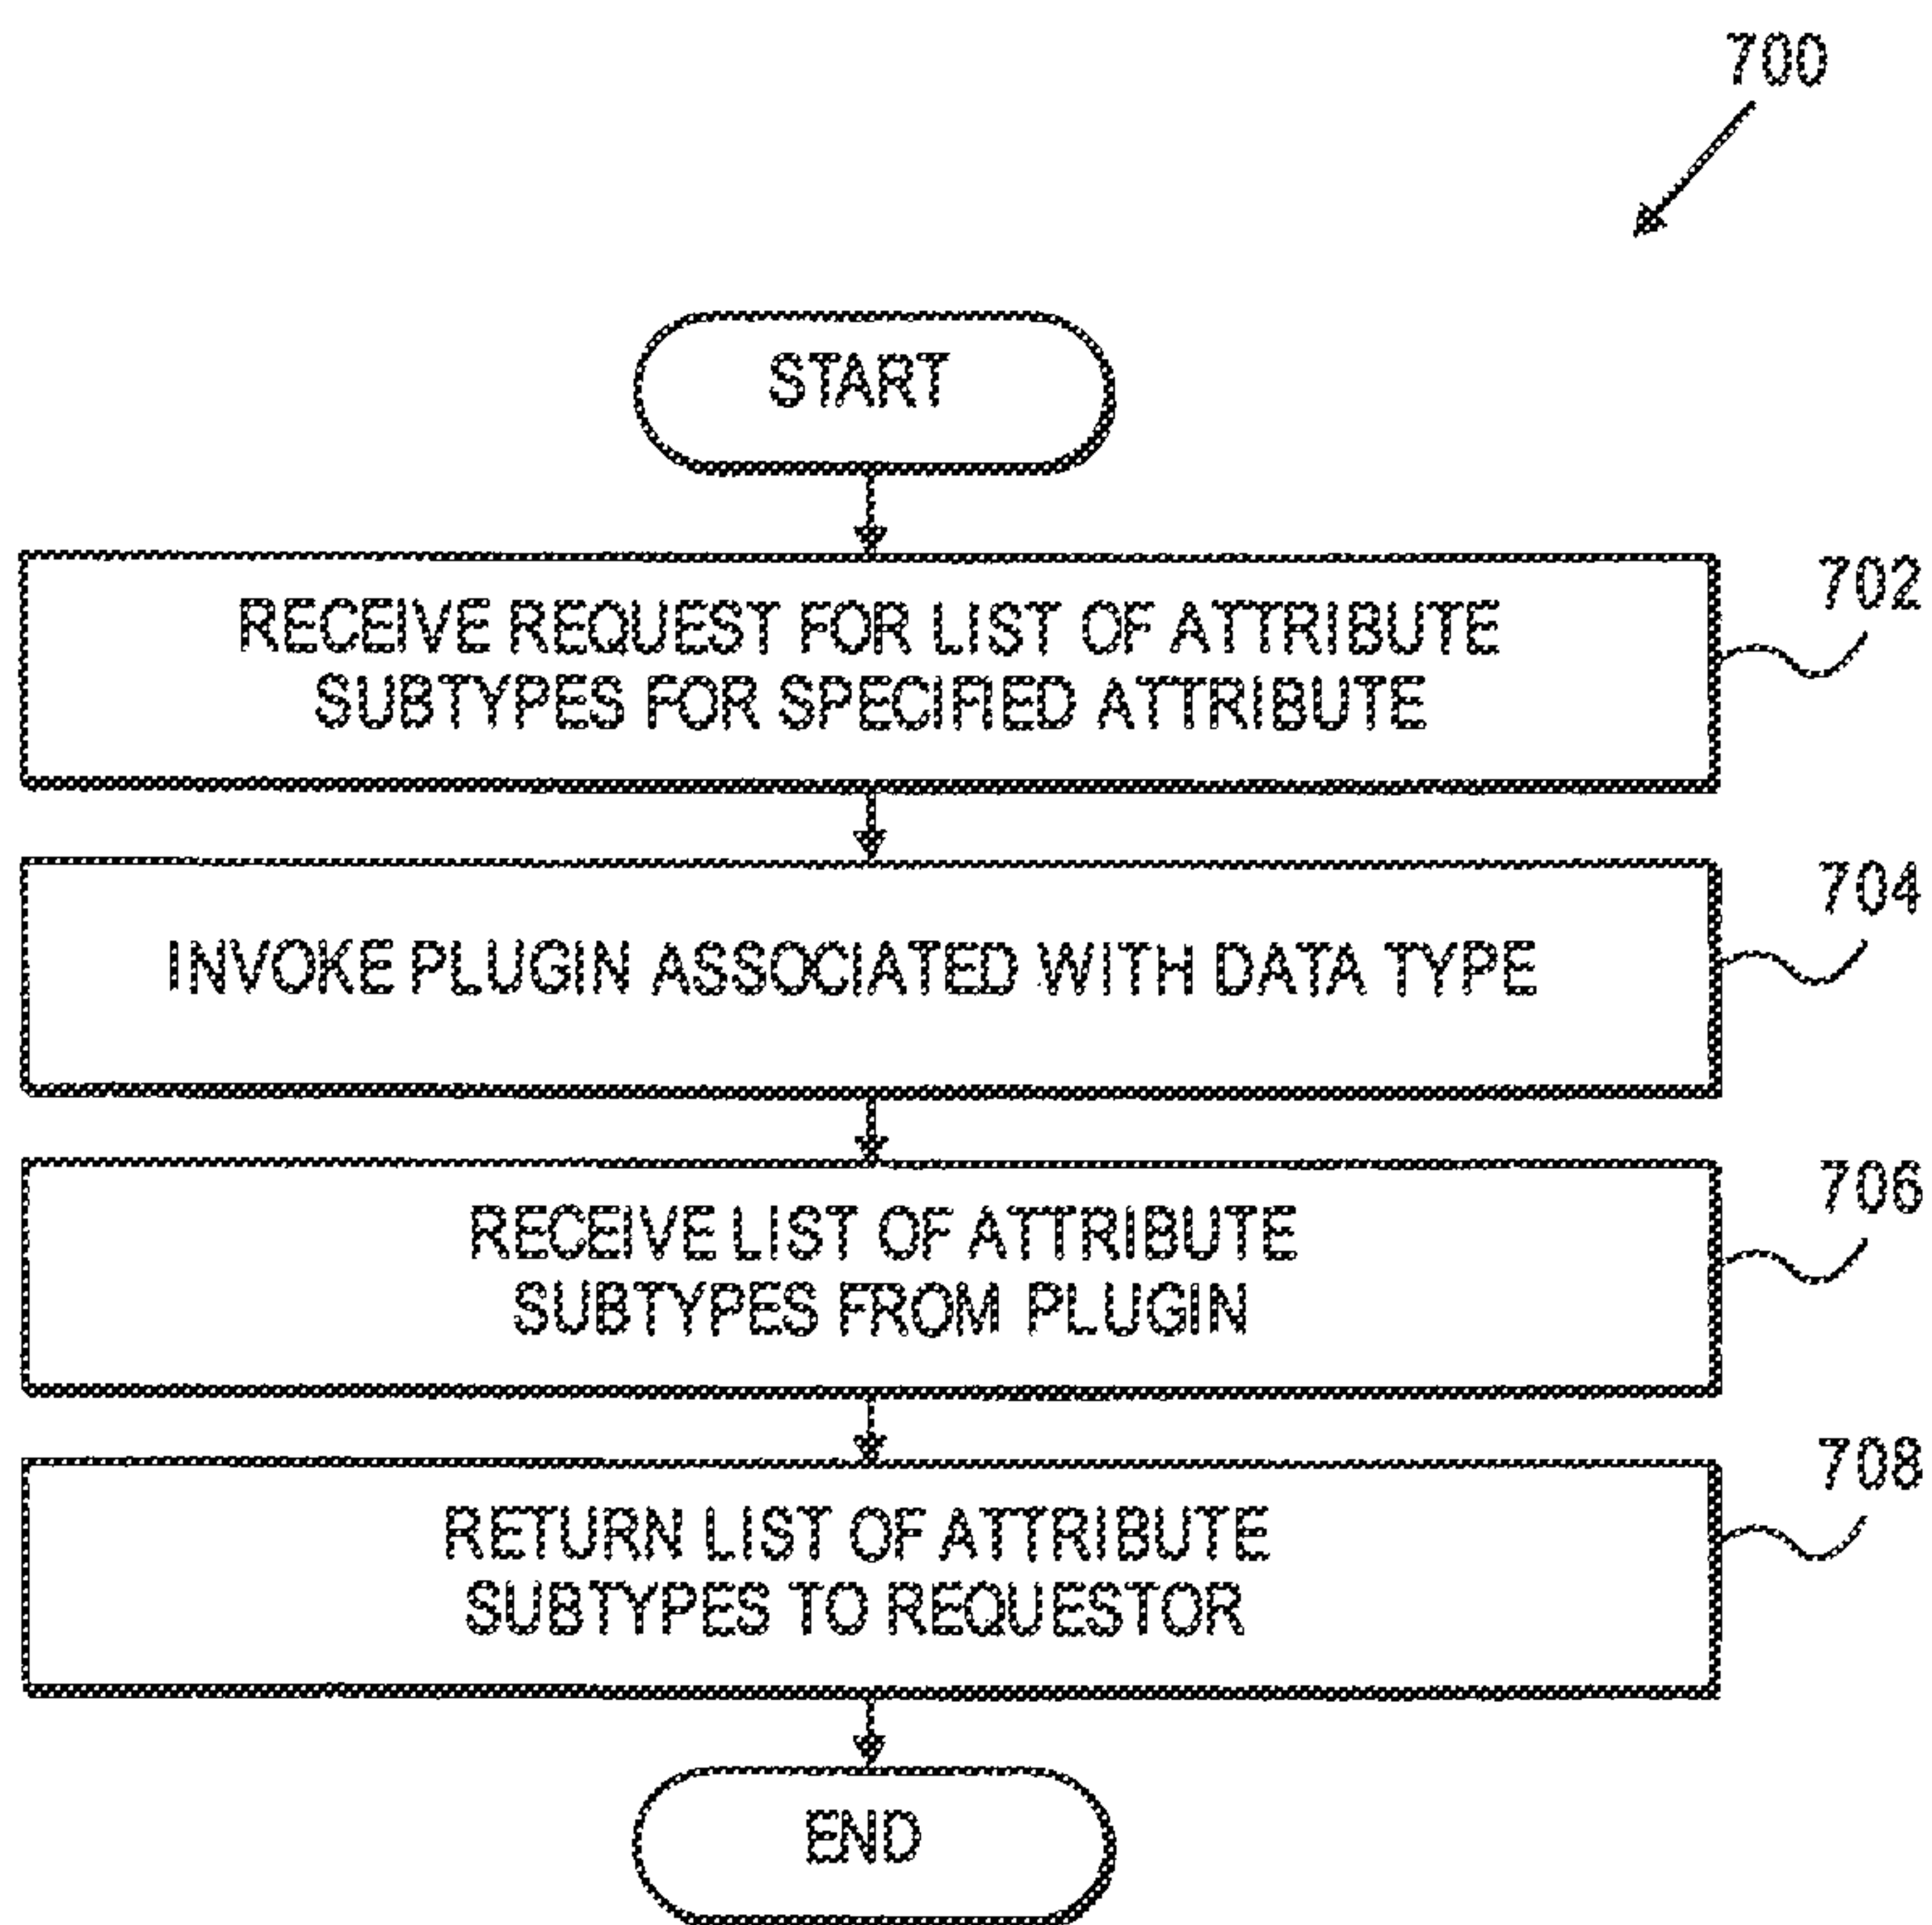 700
START
RECEIVE REQUEST FOR LIST OF ATTRIBUTE
SUBTYPES FOR SPECIFIED ATTRIBUTE
702
INVOKE PLUGIN ASSOCIATED WITH DATA TYPE
704
RECEIVE LIST OF ATTRIBUTE
SUBTYPES FROM PLUGIN
706
RETURN LIST OF ATTRIBUTE
SUBTYPES TO REQUESTOR
708
END